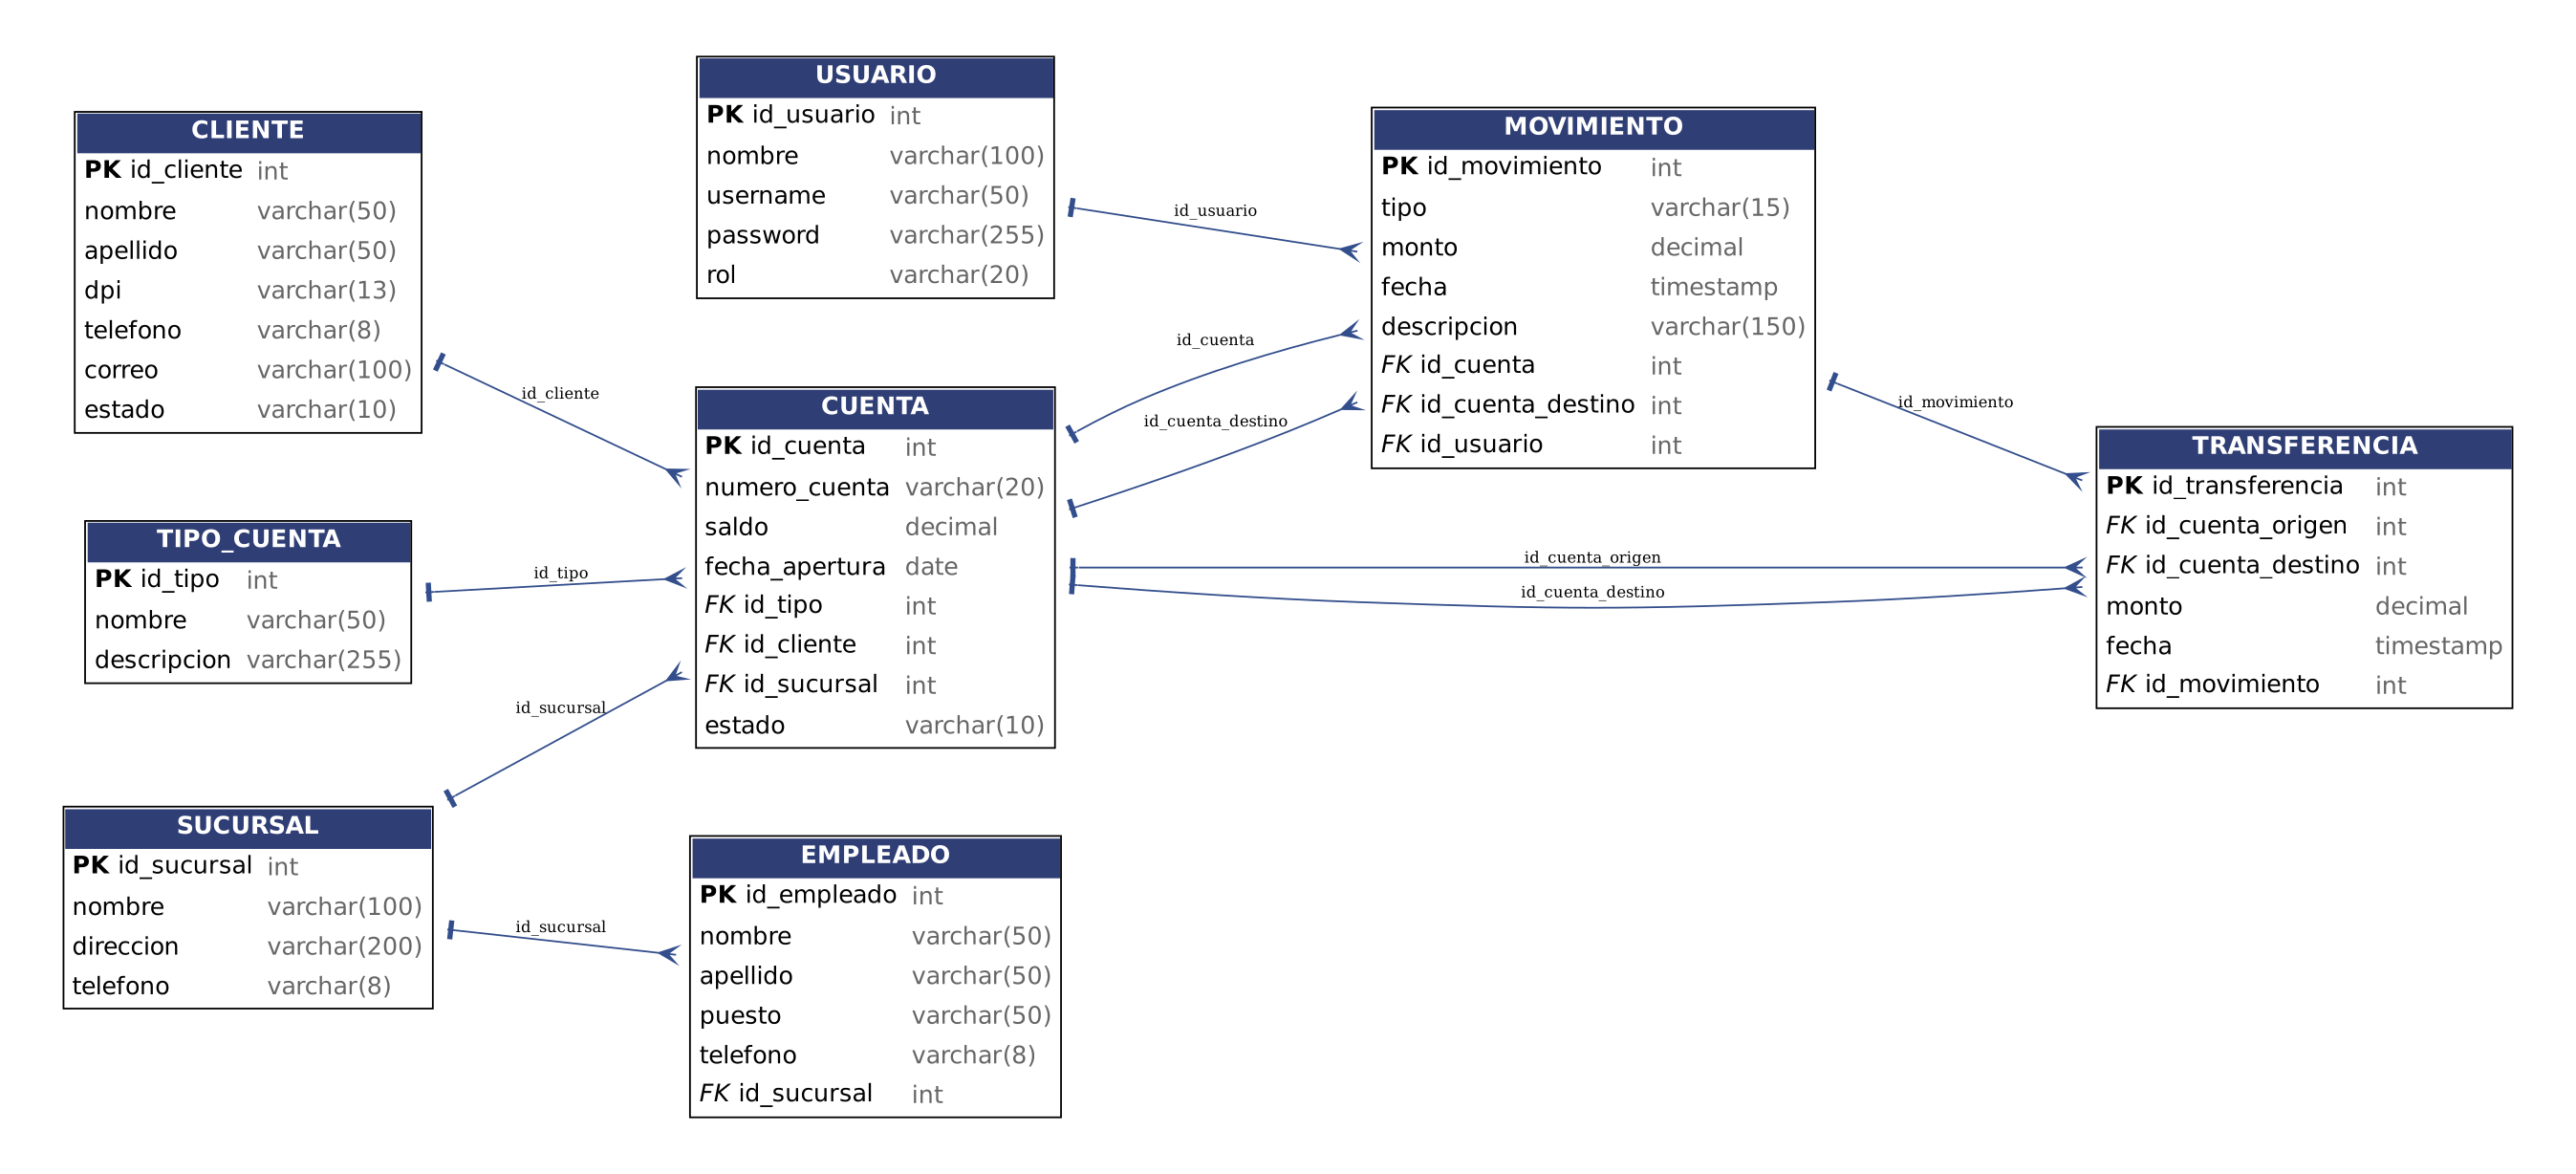 CLIENTE
PK id_cliente int
nombre varchar(50)
apellido varchar(50)
dpi varchar(13)
telefono varchar(8)
correo varchar(100)
estado varchar(10)
TIPO_CUENTA
PK id_tipo int
nombre varchar(50)
descripcion varchar(255)
SUCURSAL
PK id_sucursal int
nombre varchar(100)
direccion varchar(200)
telefono varchar(8)
id_cliente
id_tipo
id_sucursal
id_sucursal
USUARIO
PK id_usuario int
nombre varchar(100)
username varchar(50)
password varchar(255)
rol varchar(20)
CUENTA
PK id_cuenta int
numero_cuenta varchar(20)
saldo decimal
fecha_apertura date
FK id_tipo int
FK id_cliente int
FK id_sucursal int
estado varchar(10)
EMPLEADO
PK id_empleado int
nombre varchar(50)
apellido varchar(50)
puesto varchar(50)
telefono varchar(8)
FK id_sucursal int
id_usuario
id_cuenta
id_cuenta_destino
MOVIMIENTO
PK id_movimiento int
tipo varchar(15)
monto decimal
fecha timestamp
descripcion varchar(150)
FK id_cuenta int
FK id_cuenta_destino int
FK id_usuario int
id_cuenta_origen
id_cuenta_destino
id_movimiento
TRANSFERENCIA
PK id_transferencia int
FK id_cuenta_origen int
FK id_cuenta_destino int
monto decimal
fecha timestamp
FK id_movimiento int